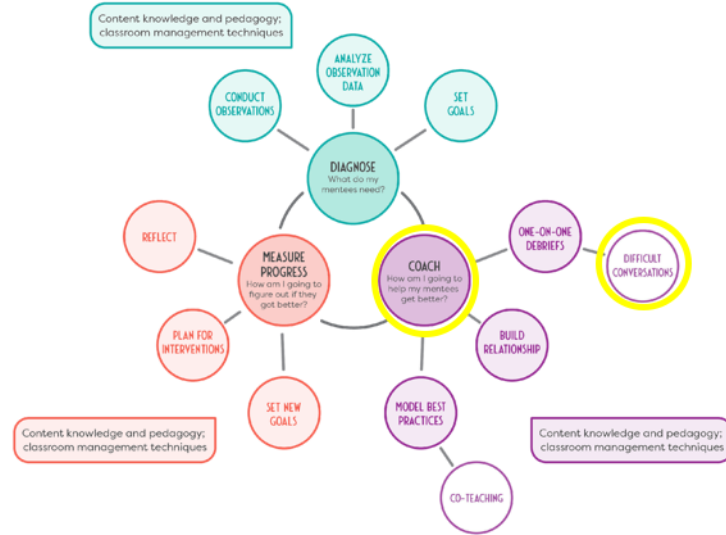 Content knowledge and pedagogy;
classroom management techniques
ANALYZE
OBSERVATION
DATA
CONDUCT
OBSERVATIONS
SET
GOALS
DIAGNOSE
What do my
mentees need?
REFLECT
MEASURE
PROGRESS
How am I going to
figure out if they
got better?
COACH
How am I going to
help my mentees
get better?
ONE-ON-ONE
DEBRIEFS
DIFFICULT
CONVERSATIONS
PLAN FOR
INTERVENTIONS
BUILD
RELATIONSHIP
SET NEW
GOALS
MODEL BEST
PRACTICES
Content knowledge and pedagogy;
classroom management techniques
Content knowledge and pedagogy;
classroom management techniques
CO-TEACHING